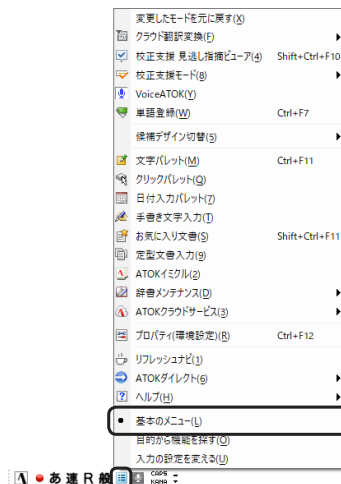 変更したモードを元に戻す(X)
クラウド翻訳変換(F)
校正支援 見逃し指摘ビューア(4) Shift+Ctrl+F10
校正支援モード(8)
VoiceATOK(Y)
単語登録(W) Ctrl+F7
候補デザイン切替(5)
文字パレット(M) Ctrl+F11
クリックパレット(Q)
日付入力パレット(7)
手書き文字入力(T)
お気に入り文書(S) Shift+Ctrl+F11
定型文書入力(9)
ATOKイミクル(2)
辞書メンテナンス(D)
ATOKクラウドサービス(3)
プロパティ(環境設定)(R) Ctrl+F12
リフレッシュナビ(1)
ATOKダイレクト(6)
ヘルプ(H)
基本のメニュー(L)
目的から機能を探す(O)
入力の設定を変える(U)
A あ 連 R 般 CAPS KANA